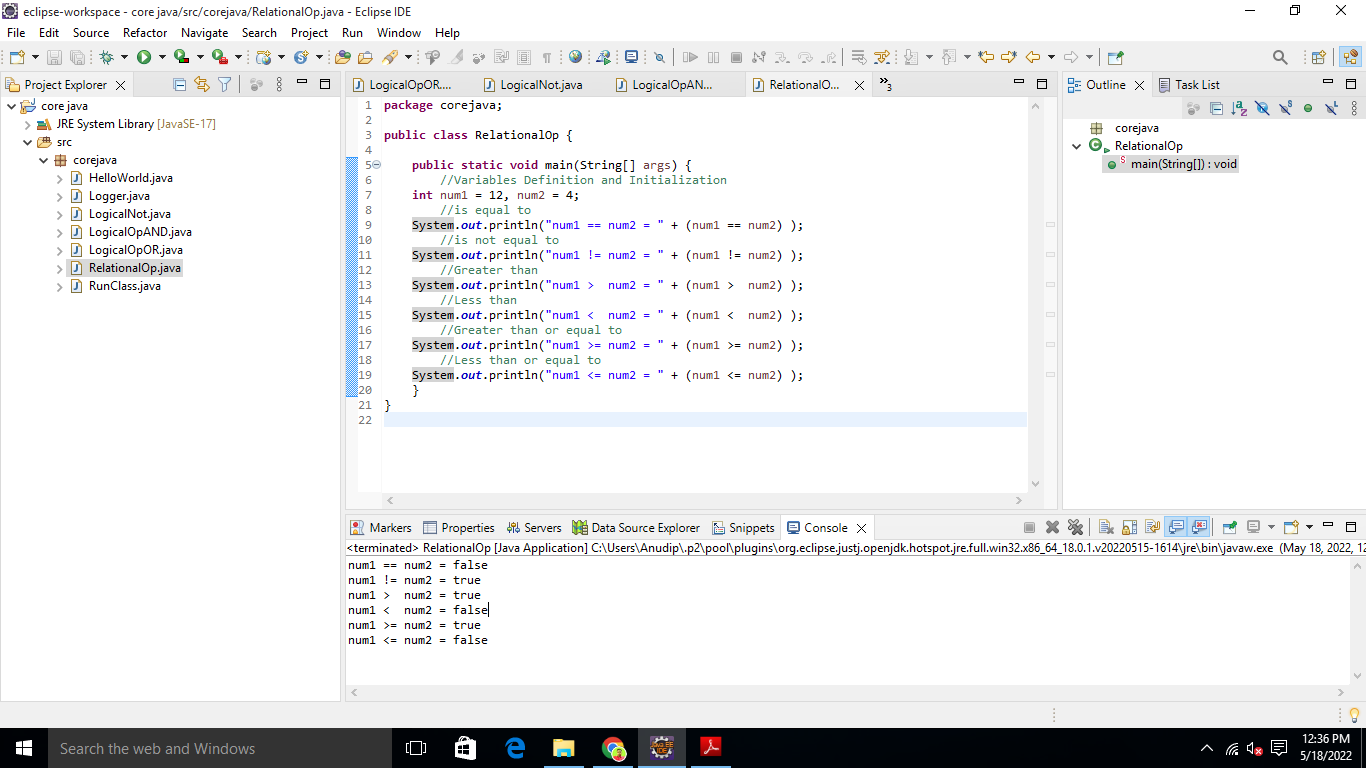 eclipse-workspace - core java/src/corejava/RelationalOp.java - Eclipse IDE
File Edit Source Refactor Navigate Search Project Run Window Help
Project Explorer
core java
JRE System Library [JavaSE-17]
src
corejava
HelloWorld.java
Logger.java
LogicalNot.java
LogicalOpAND.java
LogicalOpOR.java
RelationalOp.java
RunClass.java
LogicalOpOR.... LogicalNot.java LogicalOpAN... RelationalO... »3
1 package corejava;
2
3 public class RelationalOp {
4
5 public static void main(String[] args) {
6 //Variables Definition and Initialization
7 int num1 = 12, num2 = 4;
8 //is equal to
9 System.out.println("num1 == num2 = " + (num1 == num2) );
10 //is not equal to
11 System.out.println("num1 != num2 = " + (num1 != num2) );
12 //Greater than
13 System.out.println("num1 >  num2 = " + (num1 >  num2) );
14 //Less than
15 System.out.println("num1 <  num2 = " + (num1 <  num2) );
16 //Greater than or equal to
17 System.out.println("num1 >= num2 = " + (num1 >= num2) );
18 //Less than or equal to
19 System.out.println("num1 <= num2 = " + (num1 <= num2) );
20 }
21 }
22
Outline Task List
corejava
RelationalOp
main(String[]) : void
Markers Properties Servers Data Source Explorer Snippets Console
<terminated> RelationalOp [Java Application] C:\Users\Anudip\.p2\pool\plugins\org.eclipse.justj.openjdk.hotspot.jre.full.win32.x86_64_18.0.1.v20220515-1614\jre\bin\javaw.exe (May 18, 2022, 12
num1 == num2 = false
num1 != num2 = true
num1 >  num2 = true
num1 <  num2 = false
num1 >= num2 = true
num1 <= num2 = false
Search the web and Windows
12:36 PM
5/18/2022